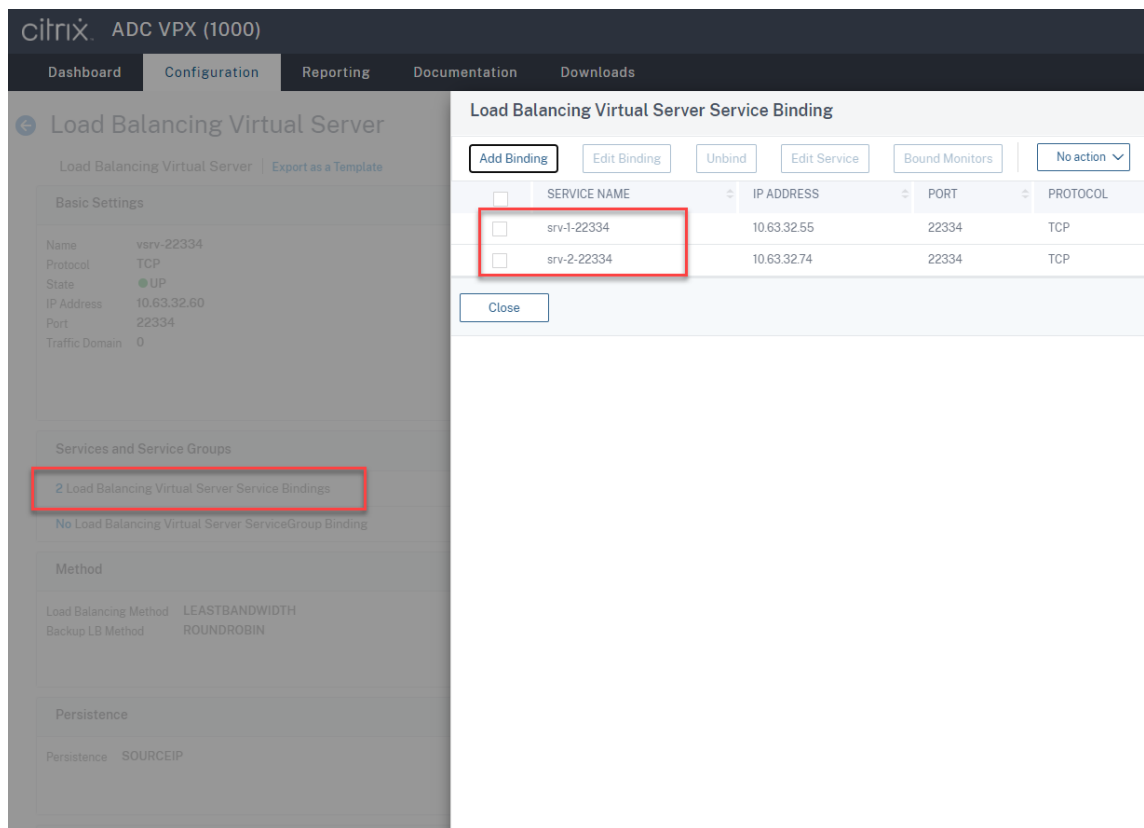 citrix. ADC VPX (1000)
Dashboard Configuration Reporting Documentation Downloads
Load Balancing Virtual Server
Load Balancing Virtual Server Export as a Template
Basic Settings
Name vsrv-22334
Protocol TCP
State UP
IP Address 10.63.32.60
Port 22334
Traffic Domain 0
Services and Service Groups
2 Load Balancing Virtual Server Service Bindings
No Load Balancing Virtual Server ServiceGroup Binding
Method
Load Balancing Method LEASTBANDWIDTH
Backup LB Method ROUNDROBIN
Persistence
Persistence SOURCEIP
Load Balancing Virtual Server Service Binding
Add Binding Edit Binding Unbind Edit Service Bound Monitors No action
SERVICE NAME IP ADDRESS PORT PROTOCOL
srv-1-22334 10.63.32.55 22334 TCP
srv-2-22334 10.63.32.74 22334 TCP
Close